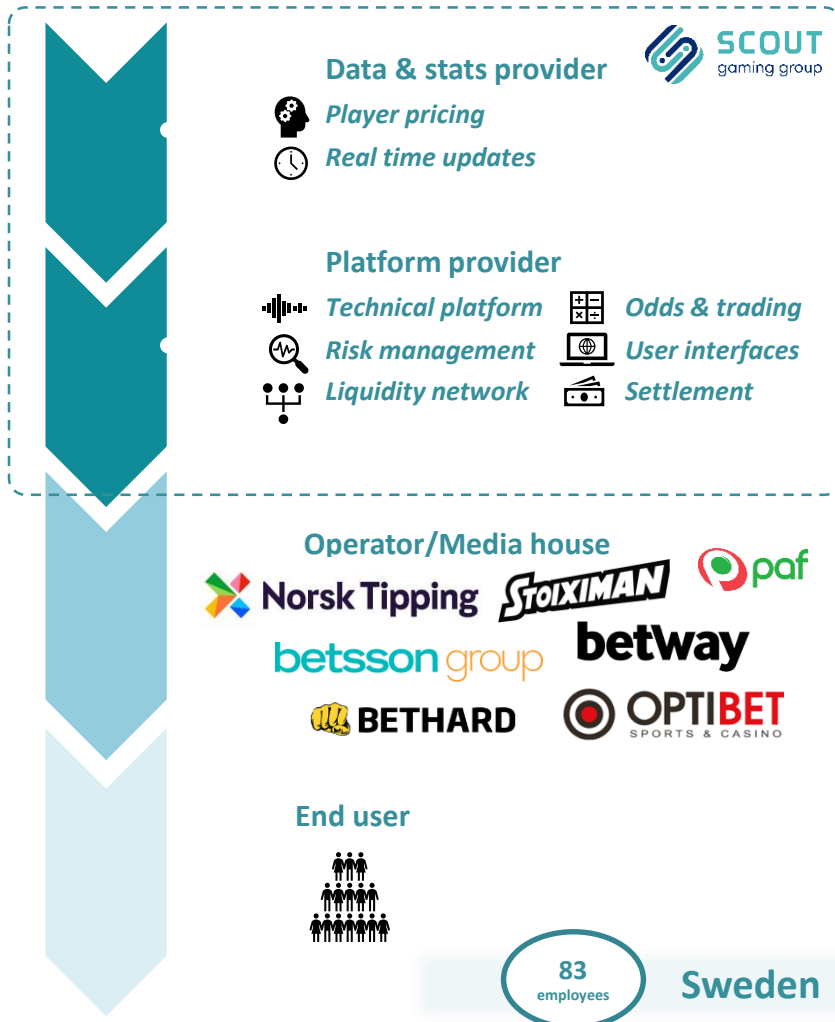 SCOUT
gaming group
Data & stats provider
Player pricing
Real time updates
Platform provider
Technical platform
Odds & trading
Risk management
User interfaces
Liquidity network
Settlement
Operator/Media house
Norsk Tipping
STOIXIMAN
paf
betsson group
betway
BETHARD
OPTIBET
SPORTS & CASINO
End user
83
employees
Sweden